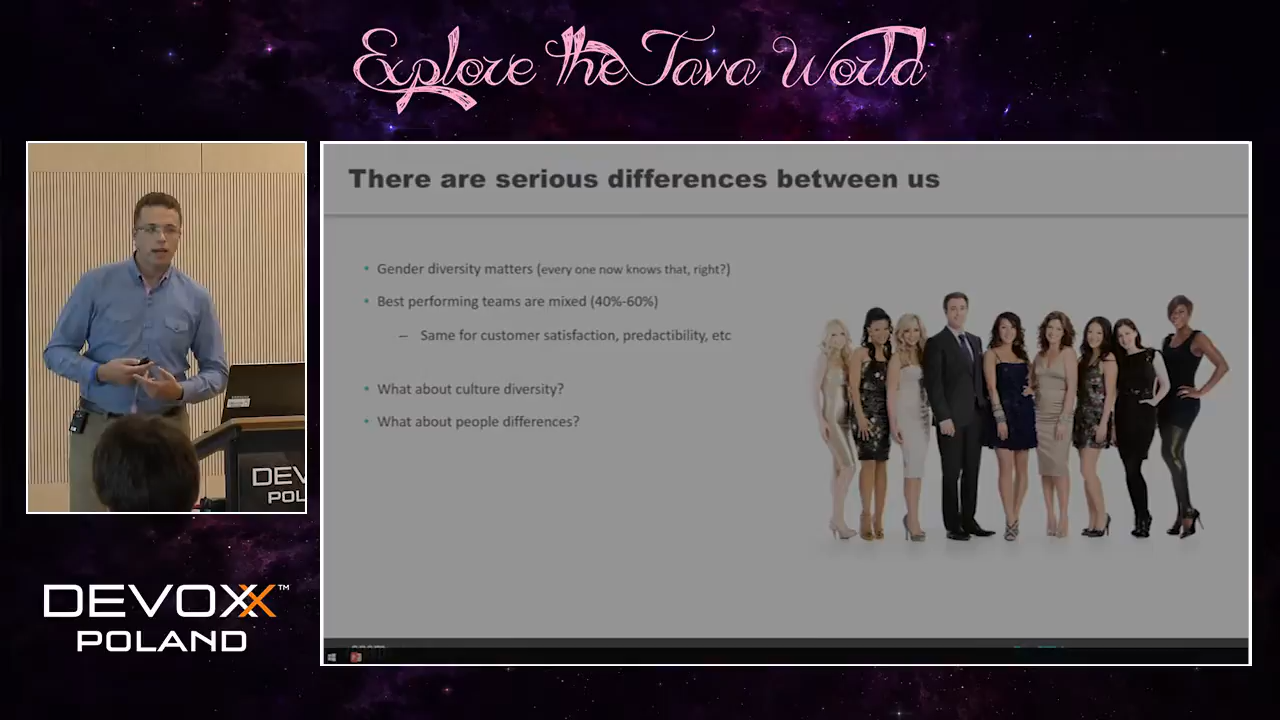 Explore the Java World
There are serious differences between us
• Gender diversity matters (every one now knows that, right?)
• Best performing teams are mixed (40%-60%)
– Same for customer satisfaction, predactibility, etc
• What about culture diversity?
• What about people differences?
DEV
POL
DEVOXX™
POLAND